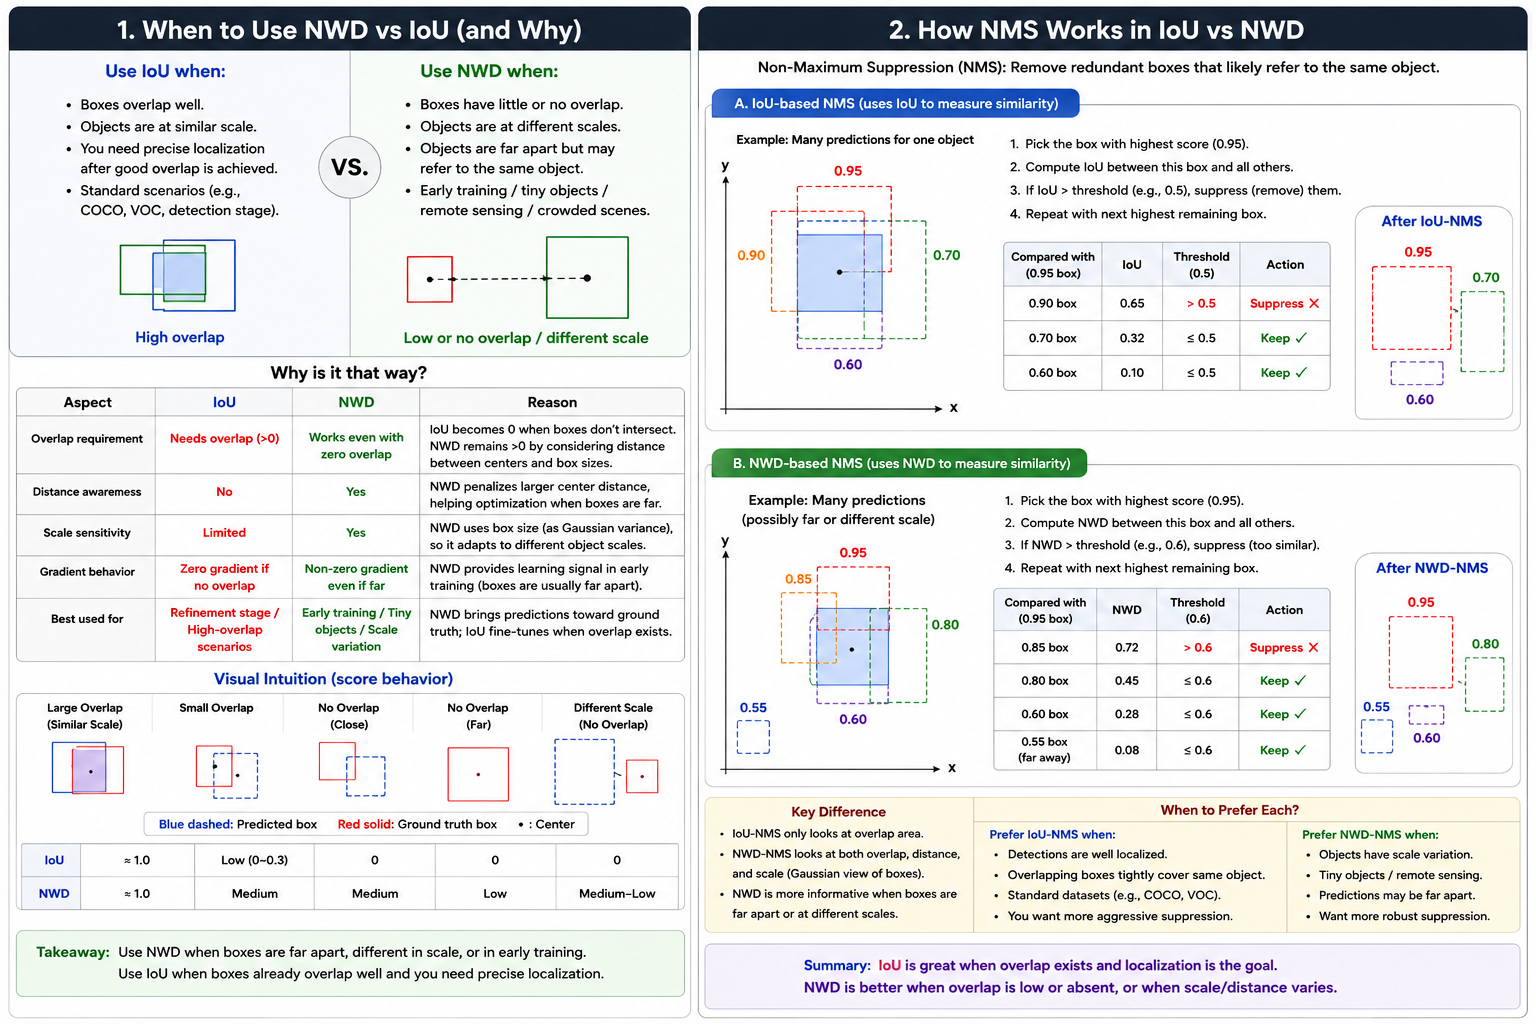 1. When to Use NWD vs IoU (and Why)
Use IoU when:
• Boxes overlap well.
• Objects are at similar scale.
• You need precise localization
after good overlap is achieved.
• Standard scenarios (e.g.,
COCO, VOC, detection stage).
High overlap
VS.
Use NWD when:
• Boxes have little or no overlap.
• Objects are at different scales.
• Objects are far apart but may
refer to the same object.
• Early training / tiny objects /
remote sensing / crowded scenes.
Low or no overlap / different scale
Why is it that way?
Aspect IoU NWD Reason
Overlap requirement
Needs overlap (>0)
Works even with
zero overlap
IoU becomes 0 when boxes don't intersect.
NWD remains >0 by considering distance
between centers and box sizes.
Distance awareness
No
Yes
NWD penalizes larger center distance,
helping optimization when boxes are far.
Scale sensitivity
Limited
Yes
NWD uses box size (as Gaussian variance),
so it adapts to different object scales.
Gradient behavior
Zero gradient if
no overlap
Non-zero gradient
even if far
NWD provides learning signal in early
training (boxes are usually far apart).
Best used for
Refinement stage /
High-overlap
scenarios
Early training / Tiny
objects / Scale
variation
NWD brings predictions toward ground
truth; IoU fine-tunes when overlap exists.
Visual Intuition (score behavior)
Large Overlap
(Similar Scale)
Small Overlap
No Overlap
(Close)
No Overlap
(Far)
Different Scale
(No Overlap)
Blue dashed: Predicted box Red solid: Ground truth box • : Center
IoU ≈ 1.0 Low (0~0.3) 0 0 0
NWD ≈ 1.0 Medium Medium Low Medium–Low
Takeaway: Use NWD when boxes are far apart, different in scale, or in early training.
Use IoU when boxes already overlap well and you need precise localization.
2. How NMS Works in IoU vs NWD
Non-Maximum Suppression (NMS): Remove redundant boxes that likely refer to the same object.
A. IoU-based NMS (uses IoU to measure similarity)
Example: Many predictions for one object
y
0.95
0.90
0.70
0.60
x
1. Pick the box with highest score (0.95).
2. Compute IoU between this box and all others.
3. If IoU > threshold (e.g., 0.5), suppress (remove) them.
4. Repeat with next highest remaining box.
Compared with
(0.95 box)
IoU
Threshold
(0.5)
Action
0.90 box 0.65 > 0.5 Suppress ✕
0.70 box 0.32 ≤ 0.5 Keep ✓
0.60 box 0.10 ≤ 0.5 Keep ✓
After IoU-NMS
0.95
0.70
0.60
B. NWD-based NMS (uses NWD to measure similarity)
Example: Many predictions
(possibly far or different scale)
y
0.95
0.85
0.80
0.55
0.60
x
1. Pick the box with highest score (0.95).
2. Compute NWD between this box and all others.
3. If NWD > threshold (e.g., 0.6), suppress (too similar).
4. Repeat with next highest remaining box.
Compared with
(0.95 box)
NWD
Threshold
(0.6)
Action
0.85 box 0.72 > 0.6 Suppress ✕
0.80 box 0.45 ≤ 0.6 Keep ✓
0.60 box 0.28 ≤ 0.6 Keep ✓
0.55 box
(far away)
0.08 ≤ 0.6 Keep ✓
After NWD-NMS
0.95
0.80
0.55
0.60
Key Difference
• IoU-NMS only looks at overlap area.
• NWD-NMS looks at both overlap, distance,
and scale (Gaussian view of boxes).
• NWD is more informative when boxes are
far apart or at different scales.
When to Prefer Each?
Prefer IoU-NMS when:
• Detections are well localized.
• Overlapping boxes tightly cover same object.
• Standard datasets (e.g., COCO, VOC).
• You want more aggressive suppression.
Prefer NWD-NMS when:
• Objects have scale variation.
• Tiny objects / remote sensing.
• Predictions may be far apart.
• Want more robust suppression.
Summary: IoU is great when overlap exists and localization is the goal.
NWD is better when overlap is low or absent, or when scale/distance varies.